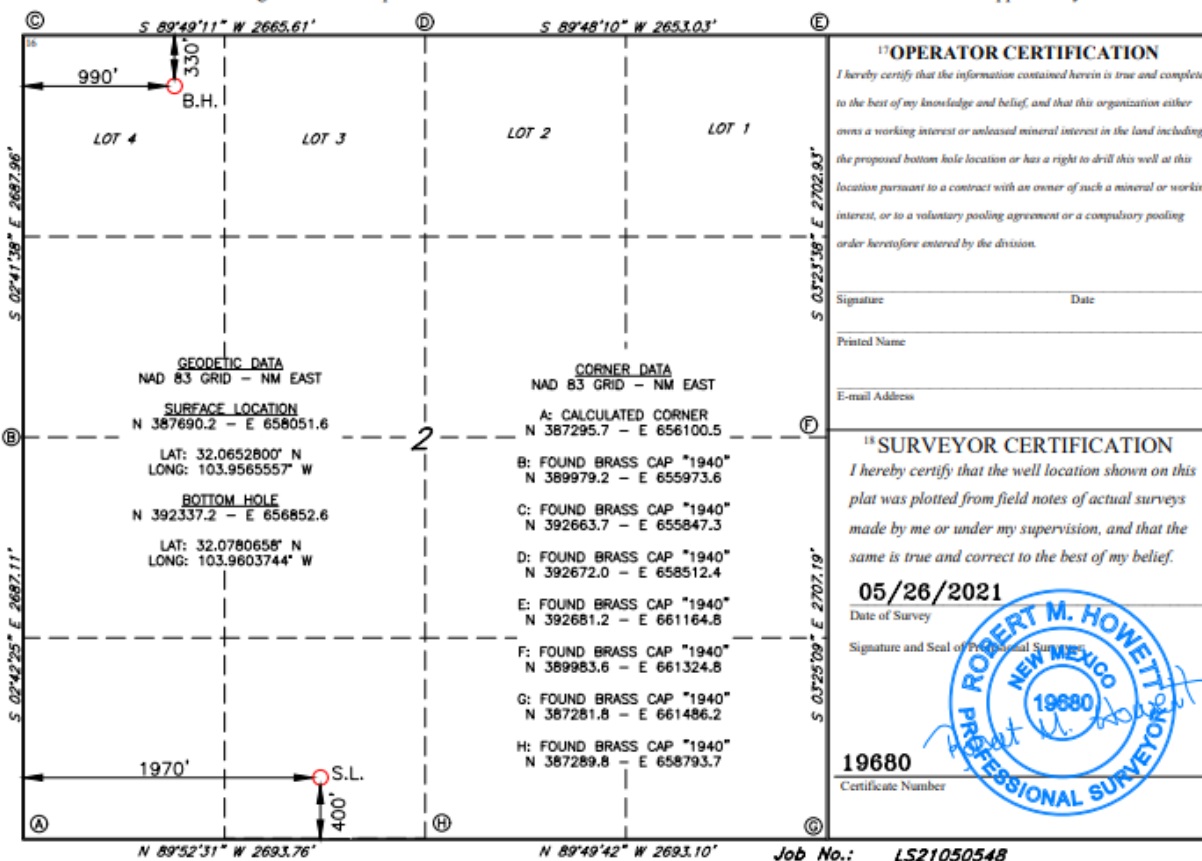 C
S 89°49'11" W 2665.61'
D
S 89°48'10" W 2653.03'
E
16
990'
330'
B.H.
LOT 4
LOT 3
LOT 2
LOT 1
S 02°41'38" E 2687.96'
S 03°23'38" E 2702.93'
GEODETIC DATA
NAD 83 GRID – NM EAST
SURFACE LOCATION
N 387690.2 – E 658051.6
LAT: 32.0652800° N
LONG: 103.9565557° W
BOTTOM HOLE
N 392337.2 – E 656852.6
LAT: 32.0780658° N
LONG: 103.9603744° W
B
2
F
CORNER DATA
NAD 83 GRID – NM EAST
A: CALCULATED CORNER
N 387295.7 – E 656100.5
B: FOUND BRASS CAP "1940"
N 389979.2 – E 655973.6
C: FOUND BRASS CAP "1940"
N 392663.7 – E 655847.3
D: FOUND BRASS CAP "1940"
N 392672.0 – E 658512.4
E: FOUND BRASS CAP "1940"
N 392681.2 – E 661164.8
F: FOUND BRASS CAP "1940"
N 389983.6 – E 661324.8
G: FOUND BRASS CAP "1940"
N 387281.8 – E 661486.2
H: FOUND BRASS CAP "1940"
N 387289.8 – E 658793.7
S 02°42'25" E 2687.11'
S 03°25'09" E 2707.19'
1970'
S.L.
400'
A
H
G
N 89°52'31" W 2693.76'
N 89°49'42" W 2693.10'
Job No.: LS21050548
17 OPERATOR CERTIFICATION
I hereby certify that the information contained herein is true and complete
to the best of my knowledge and belief, and that this organization either
owns a working interest or unleased mineral interest in the land including
the proposed bottom hole location or has a right to drill this well at this
location pursuant to a contract with an owner of such a mineral or workin
interest, or to a voluntary pooling agreement or a compulsory pooling
order heretofore entered by the division.
Signature Date
Printed Name
E-mail Address
18 SURVEYOR CERTIFICATION
I hereby certify that the well location shown on this
plat was plotted from field notes of actual surveys
made by me or under my supervision, and that the
same is true and correct to the best of my belief.
05/26/2021
Date of Survey
Signature and Seal of Professional Surveyor:
ROBERT M. HOWETT
NEW MEXICO
19680
PROFESSIONAL SURVEYOR
Robert M. Howett
19680
Certificate Number